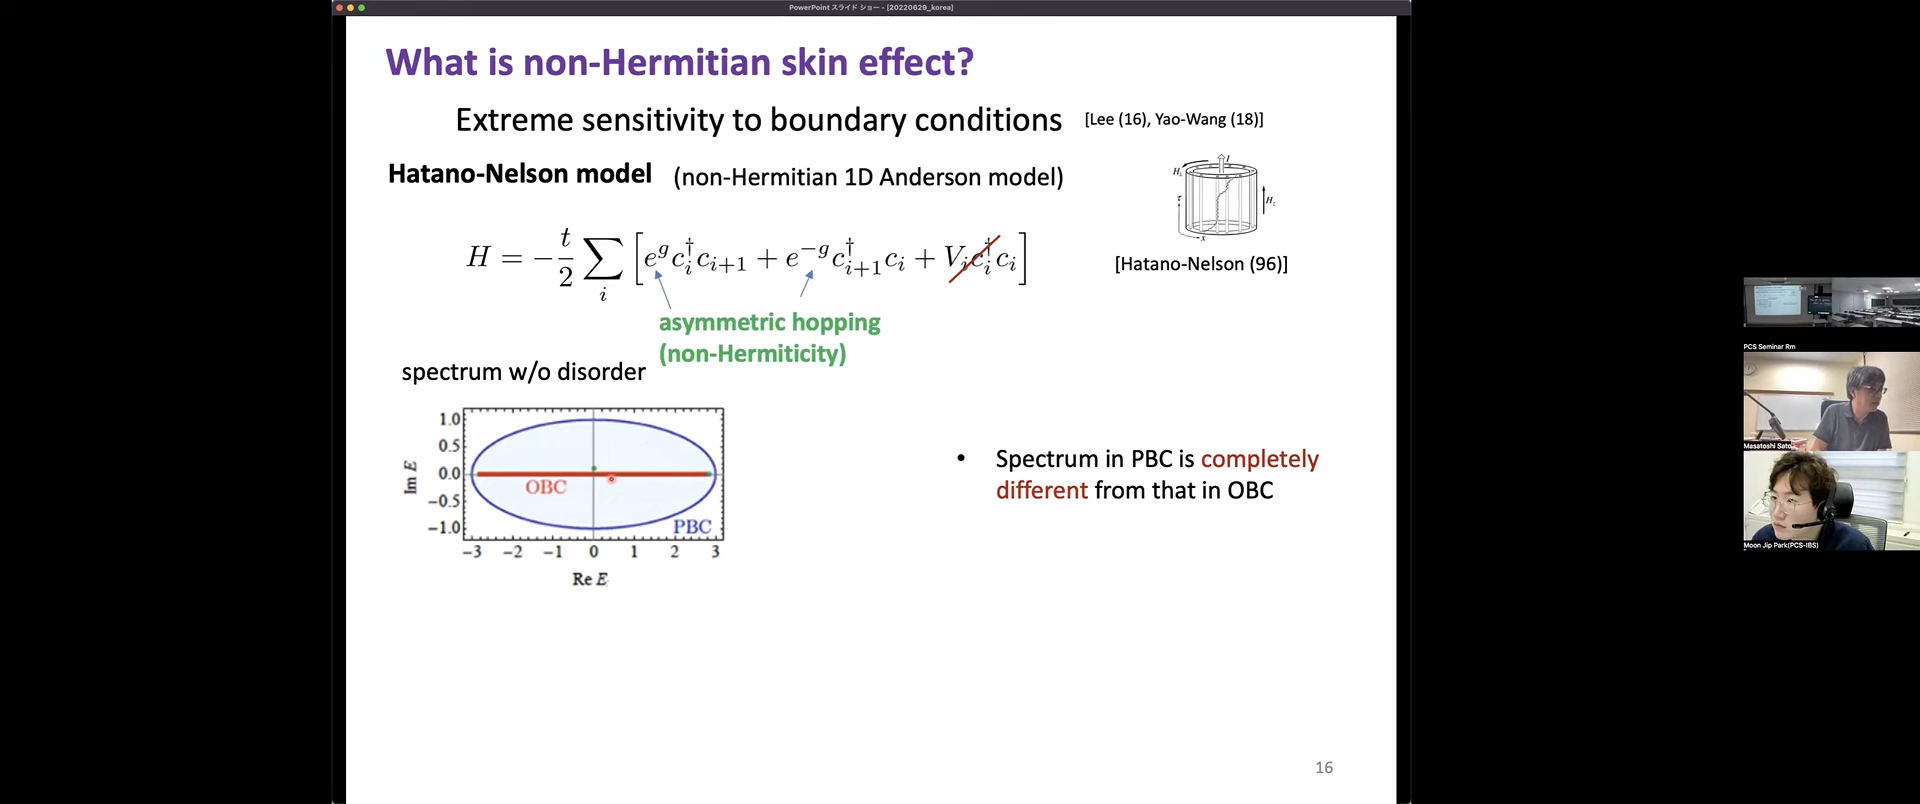 PowerPoint スライド ショー - [20220629_korea]
What is non-Hermitian skin effect?
Extreme sensitivity to boundary conditions [Lee (16), Yao-Wang (18)]
Hatano-Nelson model (non-Hermitian 1D Anderson model)
H = -\frac{t}{2} \sum_i [ e^g c_i^† c_{i+1} + e^{-g} c_{i+1}^† c_i + V_i c_i^† c_i ]
H⊥ I τ H_z x
[Hatano-Nelson (96)]
asymmetric hopping
(non-Hermiticity)
spectrum w/o disorder
Im E
1.0
0.5
0.0
−0.5
−1.0
OBC
PBC
−3 −2 −1 0 1 2 3
Re E
• Spectrum in PBC is completely
different from that in OBC
16
PCS Seminar Rm
Masatoshi Sato
Moon Jip Park(PCS-IBS)